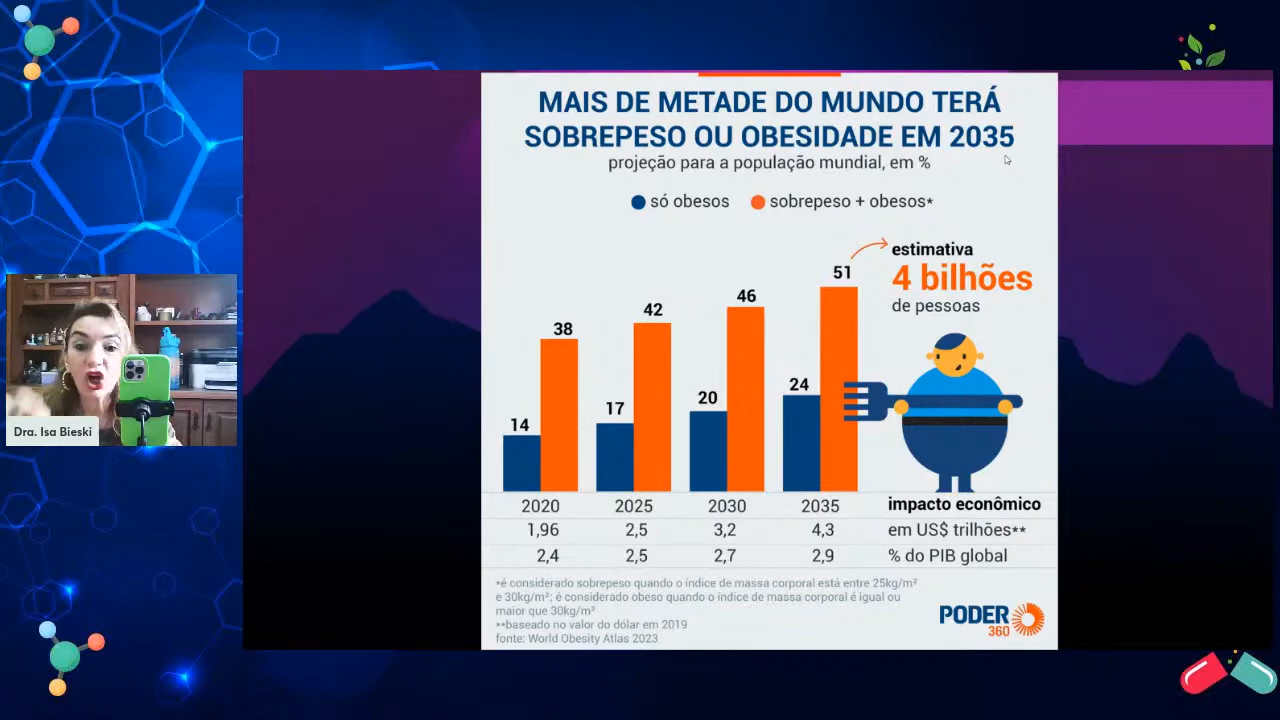 MAIS DE METADE DO MUNDO TERÁ
SOBREPESO OU OBESIDADE EM 2035
projeção para a população mundial, em %
só obesos sobrepeso + obesos*
estimativa
4 bilhões
de pessoas
14 38 17 42 20 46 24 51
2020 2025 2030 2035 impacto econômico
1,96 2,5 3,2 4,3 em US$ trilhões**
2,4 2,5 2,7 2,9 % do PIB global
*é considerado sobrepeso quando o índice de massa corporal está entre 25kg/m²
e 30kg/m²; é considerado obeso quando o indice de massa corporal é igual ou
maior que 30kg/m²
**baseado no valor do dólar em 2019
fonte: World Obesity Atlas 2023
PODER
360
Dra. Isa Bieski